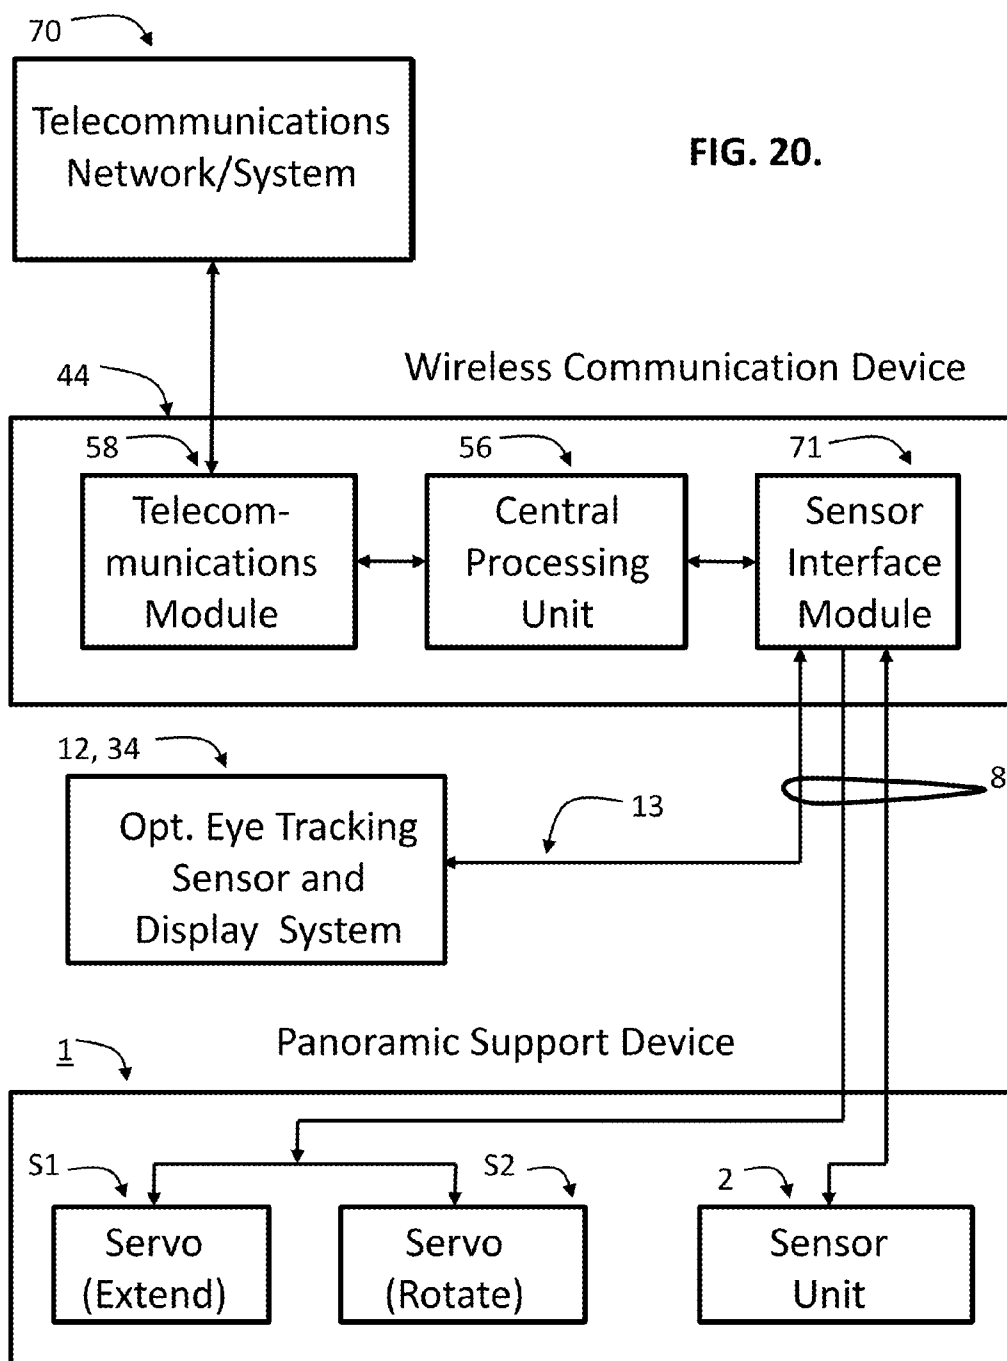 70
Telecommunications
Network/System
FIG. 20.
44
Wireless Communication Device
58
56
71
Telecom-
munications
Module
Central
Processing
Unit
Sensor
Interface
Module
12, 34
8
13
Opt. Eye Tracking
Sensor and
Display System
1
Panoramic Support Device
S1
S2
2
Servo
(Extend)
Servo
(Rotate)
Sensor
Unit